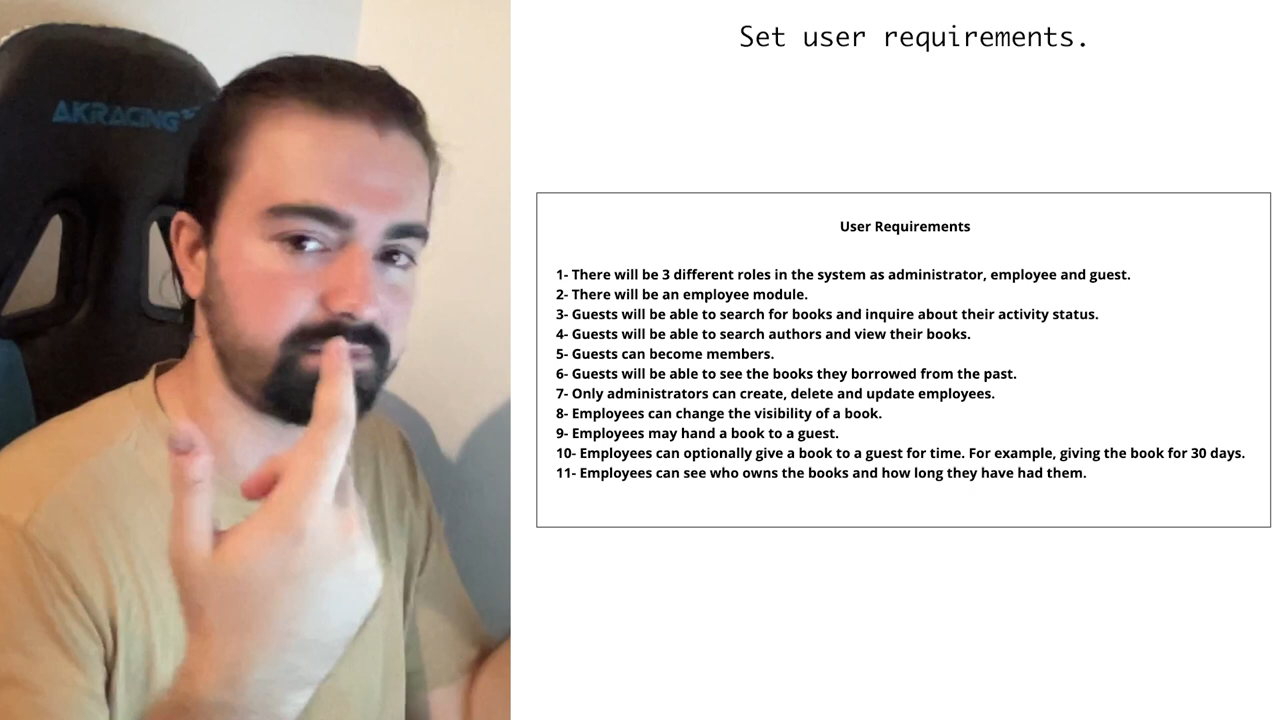 AKRACING
Set user requirements.
User Requirements
1- There will be 3 different roles in the system as administrator, employee and guest.
2- There will be an employee module.
3- Guests will be able to search for books and inquire about their activity status.
4- Guests will be able to search authors and view their books.
5- Guests can become members.
6- Guests will be able to see the books they borrowed from the past.
7- Only administrators can create, delete and update employees.
8- Employees can change the visibility of a book.
9- Employees may hand a book to a guest.
10- Employees can optionally give a book to a guest for time. For example, giving the book for 30 days.
11- Employees can see who owns the books and how long they have had them.